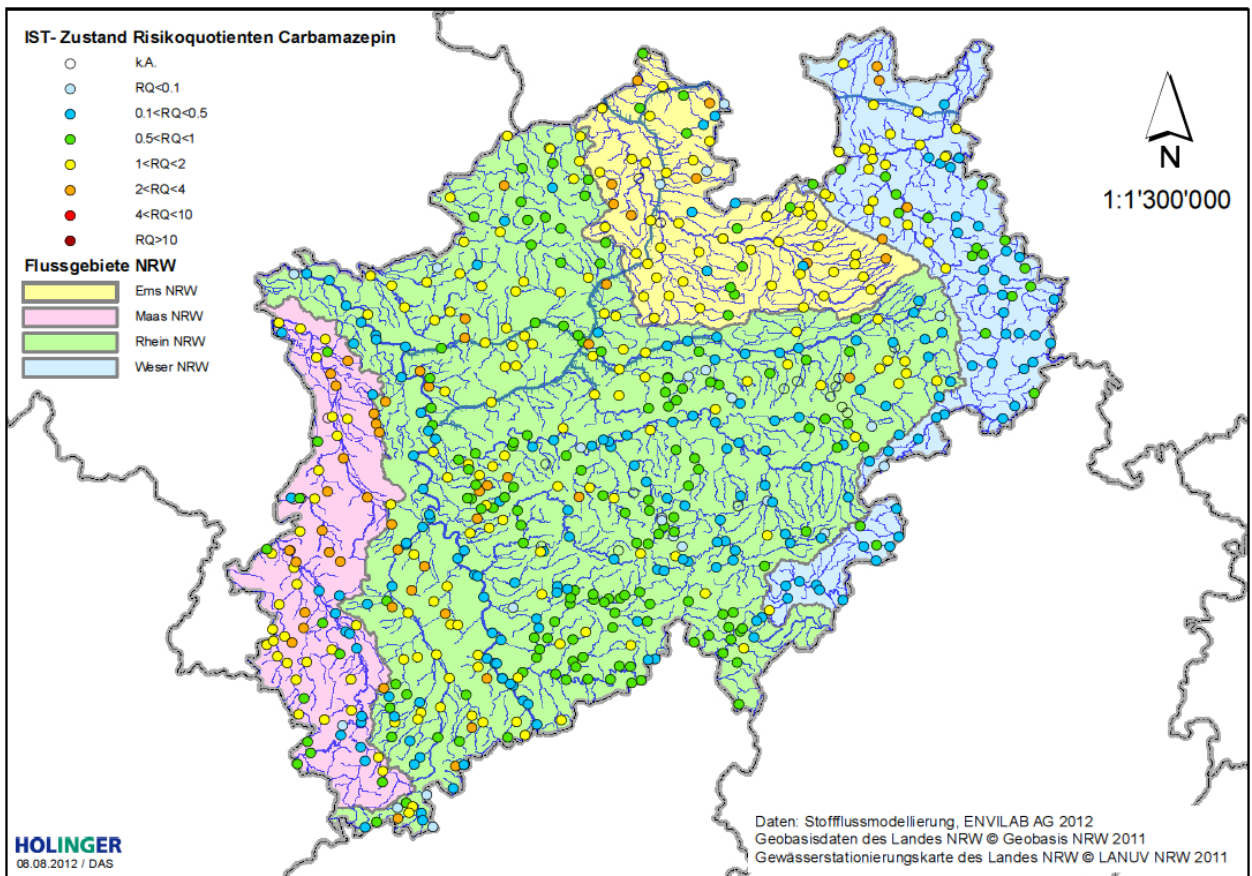 IST- Zustand Risikoquotienten Carbamazepin
k.A.
RQ<0.1
0.1<RQ<0.5
0.5<RQ<1
1<RQ<2
2<RQ<4
4<RQ<10
RQ>10
Flussgebiete NRW
Ems NRW
Maas NRW
Rhein NRW
Weser NRW
N
1:1'300'000
HOLINGER
08.08.2012 / DAS
Daten: Stoffflussmodellierung, ENVILAB AG 2012
Geobasisdaten des Landes NRW © Geobasis NRW 2011
Gewässerstationierungskarte des Landes NRW © LANUV NRW 2011